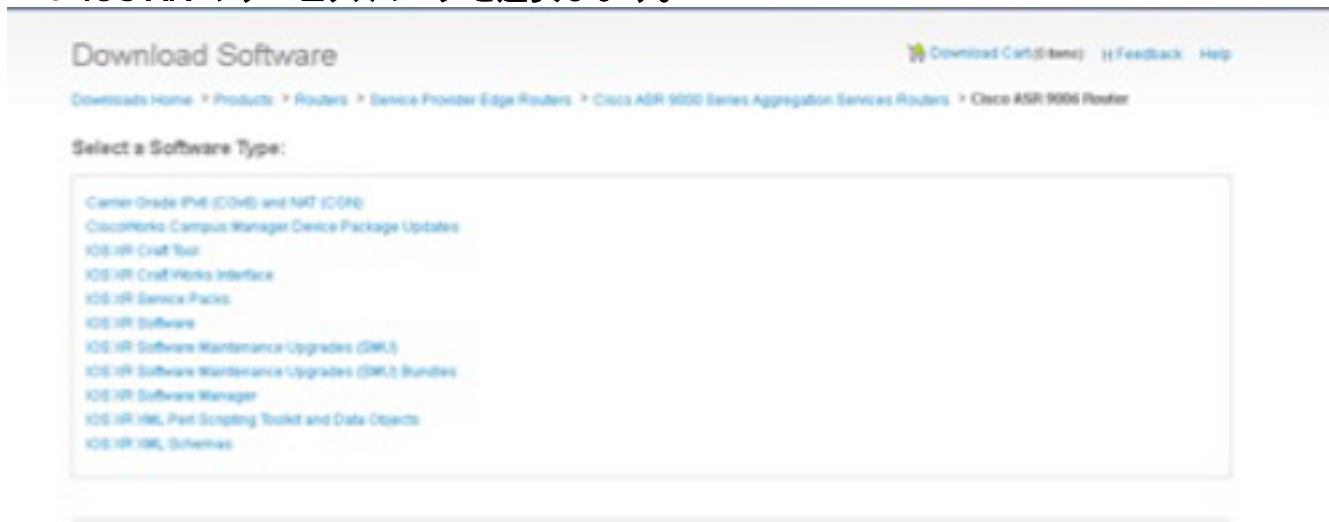 Download Software
Download Cart (0 items) Feedback Help
Downloads Home > Products > Routers > Service Provider Edge Routers > Cisco ASR 9000 Series Aggregation Services Routers > Cisco ASR 9006 Router
Select a Software Type:
Carrier Grade IPv6 (CGv6) and NAT (CGN)
CiscoWorks Campus Manager Device Package Updates
IOS XR Craft Tool
IOS XR Craft Works Interface
IOS XR Service Packs
IOS XR Software
IOS XR Software Maintenance Upgrades (SMU)
IOS XR Software Maintenance Upgrades (SMU) Bundles
IOS XR Software Manager
IOS XR XML Perl Scripting Toolkit and Data Objects
IOS XR XML Schemas